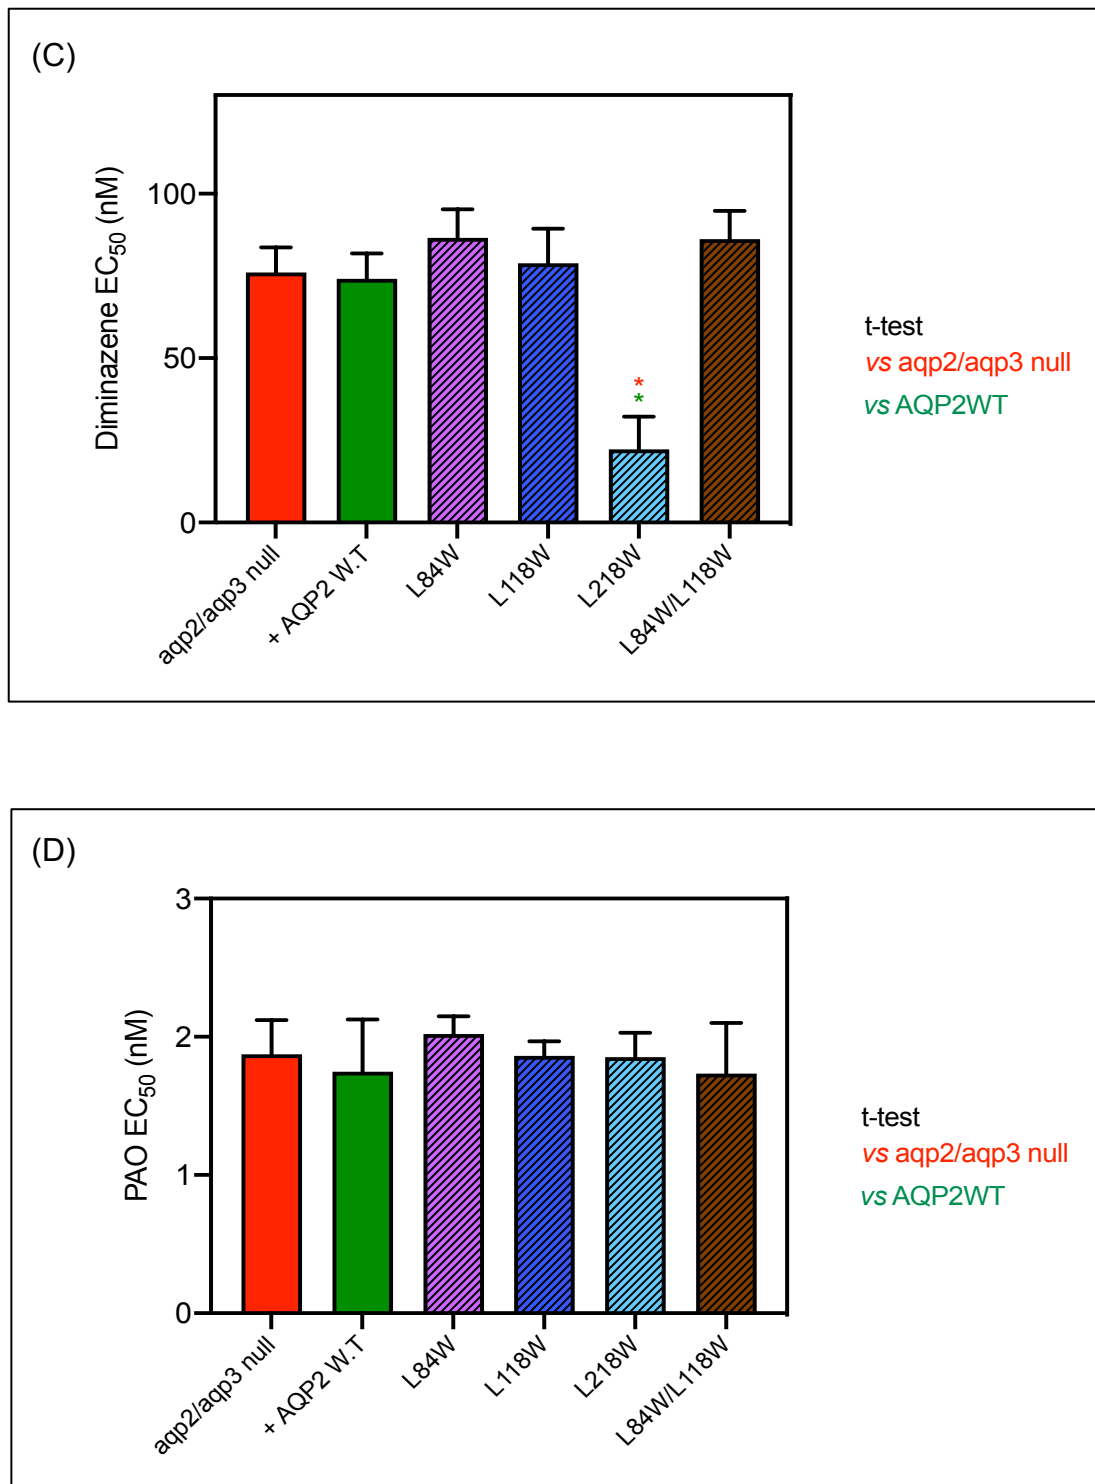 (C)
Diminazene EC50 (nM)
100
50
0
*
*
aqp2/aqp3 null
+ AQP2 W.T
L84W
L118W
L218W
L84W/L118W
t-test
vs aqp2/aqp3 null
vs AQP2WT
(D)
PAO EC50 (nM)
3
2
1
0
aqp2/aqp3 null
+ AQP2 W.T
L84W
L118W
L218W
L84W/L118W
t-test
vs aqp2/aqp3 null
vs AQP2WT